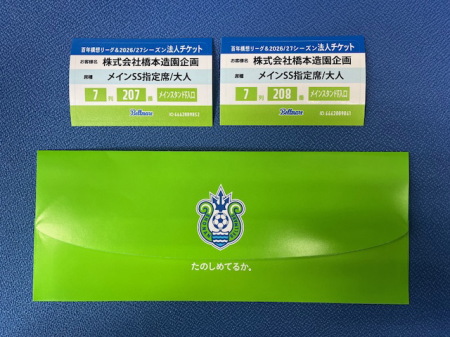 百年構想リーグ&2026/27シーズン 法人チケット
お客様名 株式会社橋本造園企画
席種 メインSS指定席/大人
7 列 207 番 メインスタンド入口
Bellmare
百年構想リーグ&2026/27シーズン 法人チケット
お客様名 株式会社橋本造園企画
席種 メインSS指定席/大人
7 列 208 番 メインスタンド入口
Bellmare
たのしめてるか。